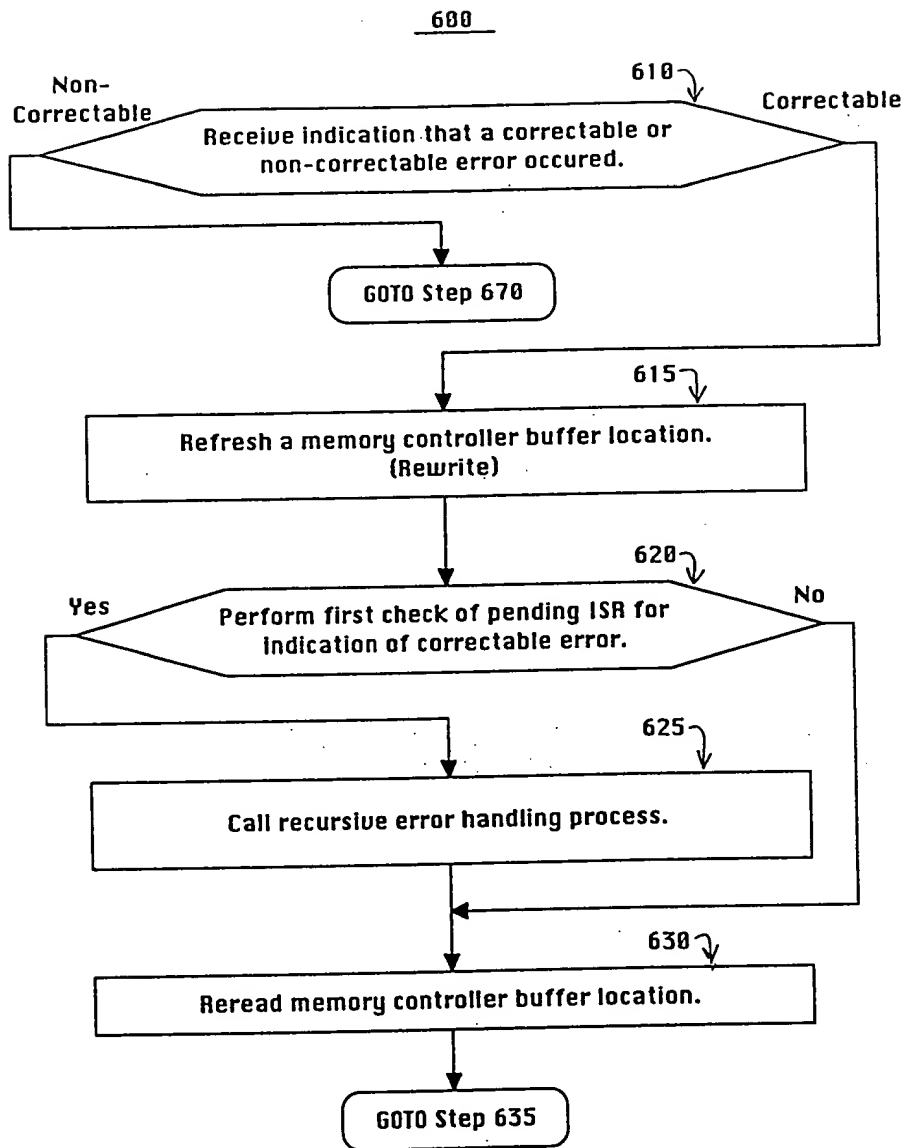 600
610
Non-
Correctable
Correctable
Receive indication that a correctable or
non-correctable error occured.
GOTO Step 670
615
Refresh a memory controller buffer location.
(Rewrite)
620
Yes
No
Perform first check of pending ISR for
indication of correctable error.
625
Call recursive error handling process.
630
Reread memory controller buffer location.
GOTO Step 635